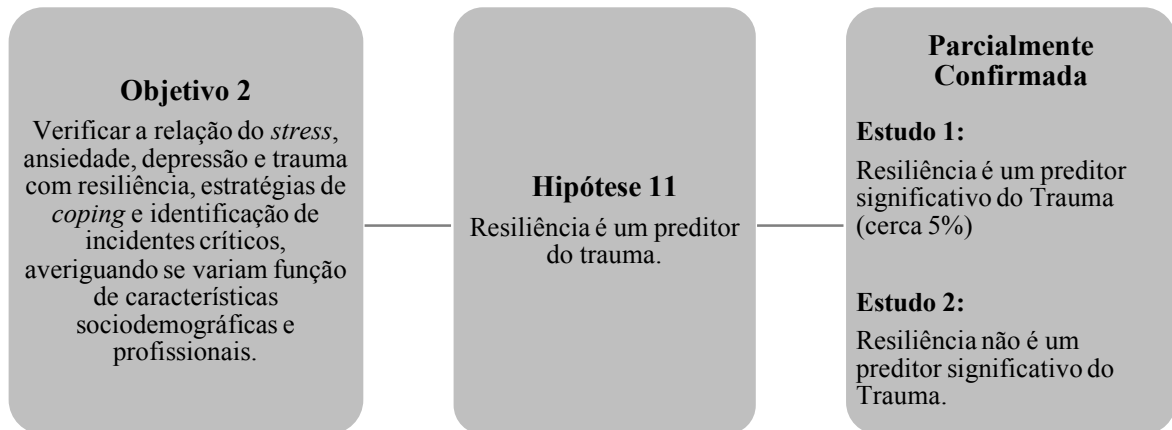 Objetivo 2
Verificar a relação do stress,
ansiedade, depressão e trauma
com resiliência, estratégias de
coping e identificação de
incidentes críticos,
averiguando se variam função
de características
sociodemográficas e
profissionais.
Hipótese 11
Resiliência é um preditor
do trauma.
Parcialmente
Confirmada
Estudo 1:
Resiliência é um preditor
significativo do Trauma
(cerca 5%)
Estudo 2:
Resiliência não é um
preditor significativo do
Trauma.